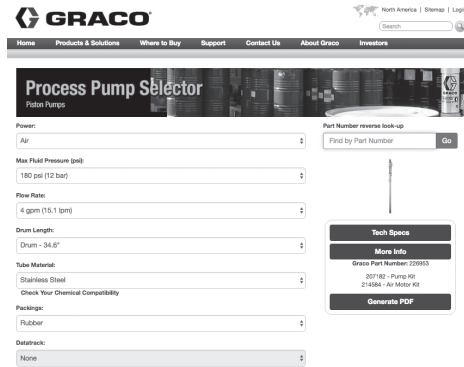 GRACO
North America | Sitemap | Login
Search
Home Products & Solutions Where to Buy Support Contact Us About Graco Investors
Process Pump Selector
Piston Pumps
Power:
Air
Max Fluid Pressure (psi):
180 psi (12 bar)
Flow Rate:
4 gpm (15.1 lpm)
Drum Length:
Drum - 34.6"
Tube Material:
Stainless Steel
Check Your Chemical Compatibility
Packings:
Rubber
Datatrack:
None
Part Number reverse look-up
Find by Part Number Go
Tech Specs
More Info
Graco Part Number: 226953
207182 - Pump Kit
214584 - Air Motor Kit
Generate PDF